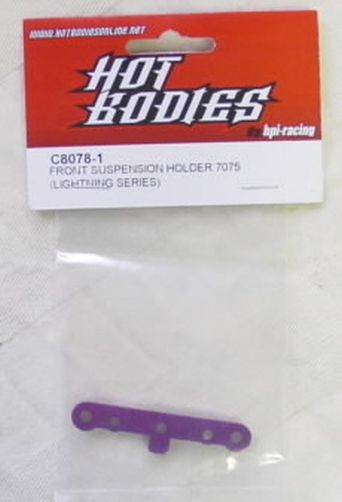 WWW.HOTBODIESONLINE.NET
HOT
BODIES
hpi-racing
C8078-1
FRONT SUSPENSION HOLDER 7075
(LIGHTNING SERIES)